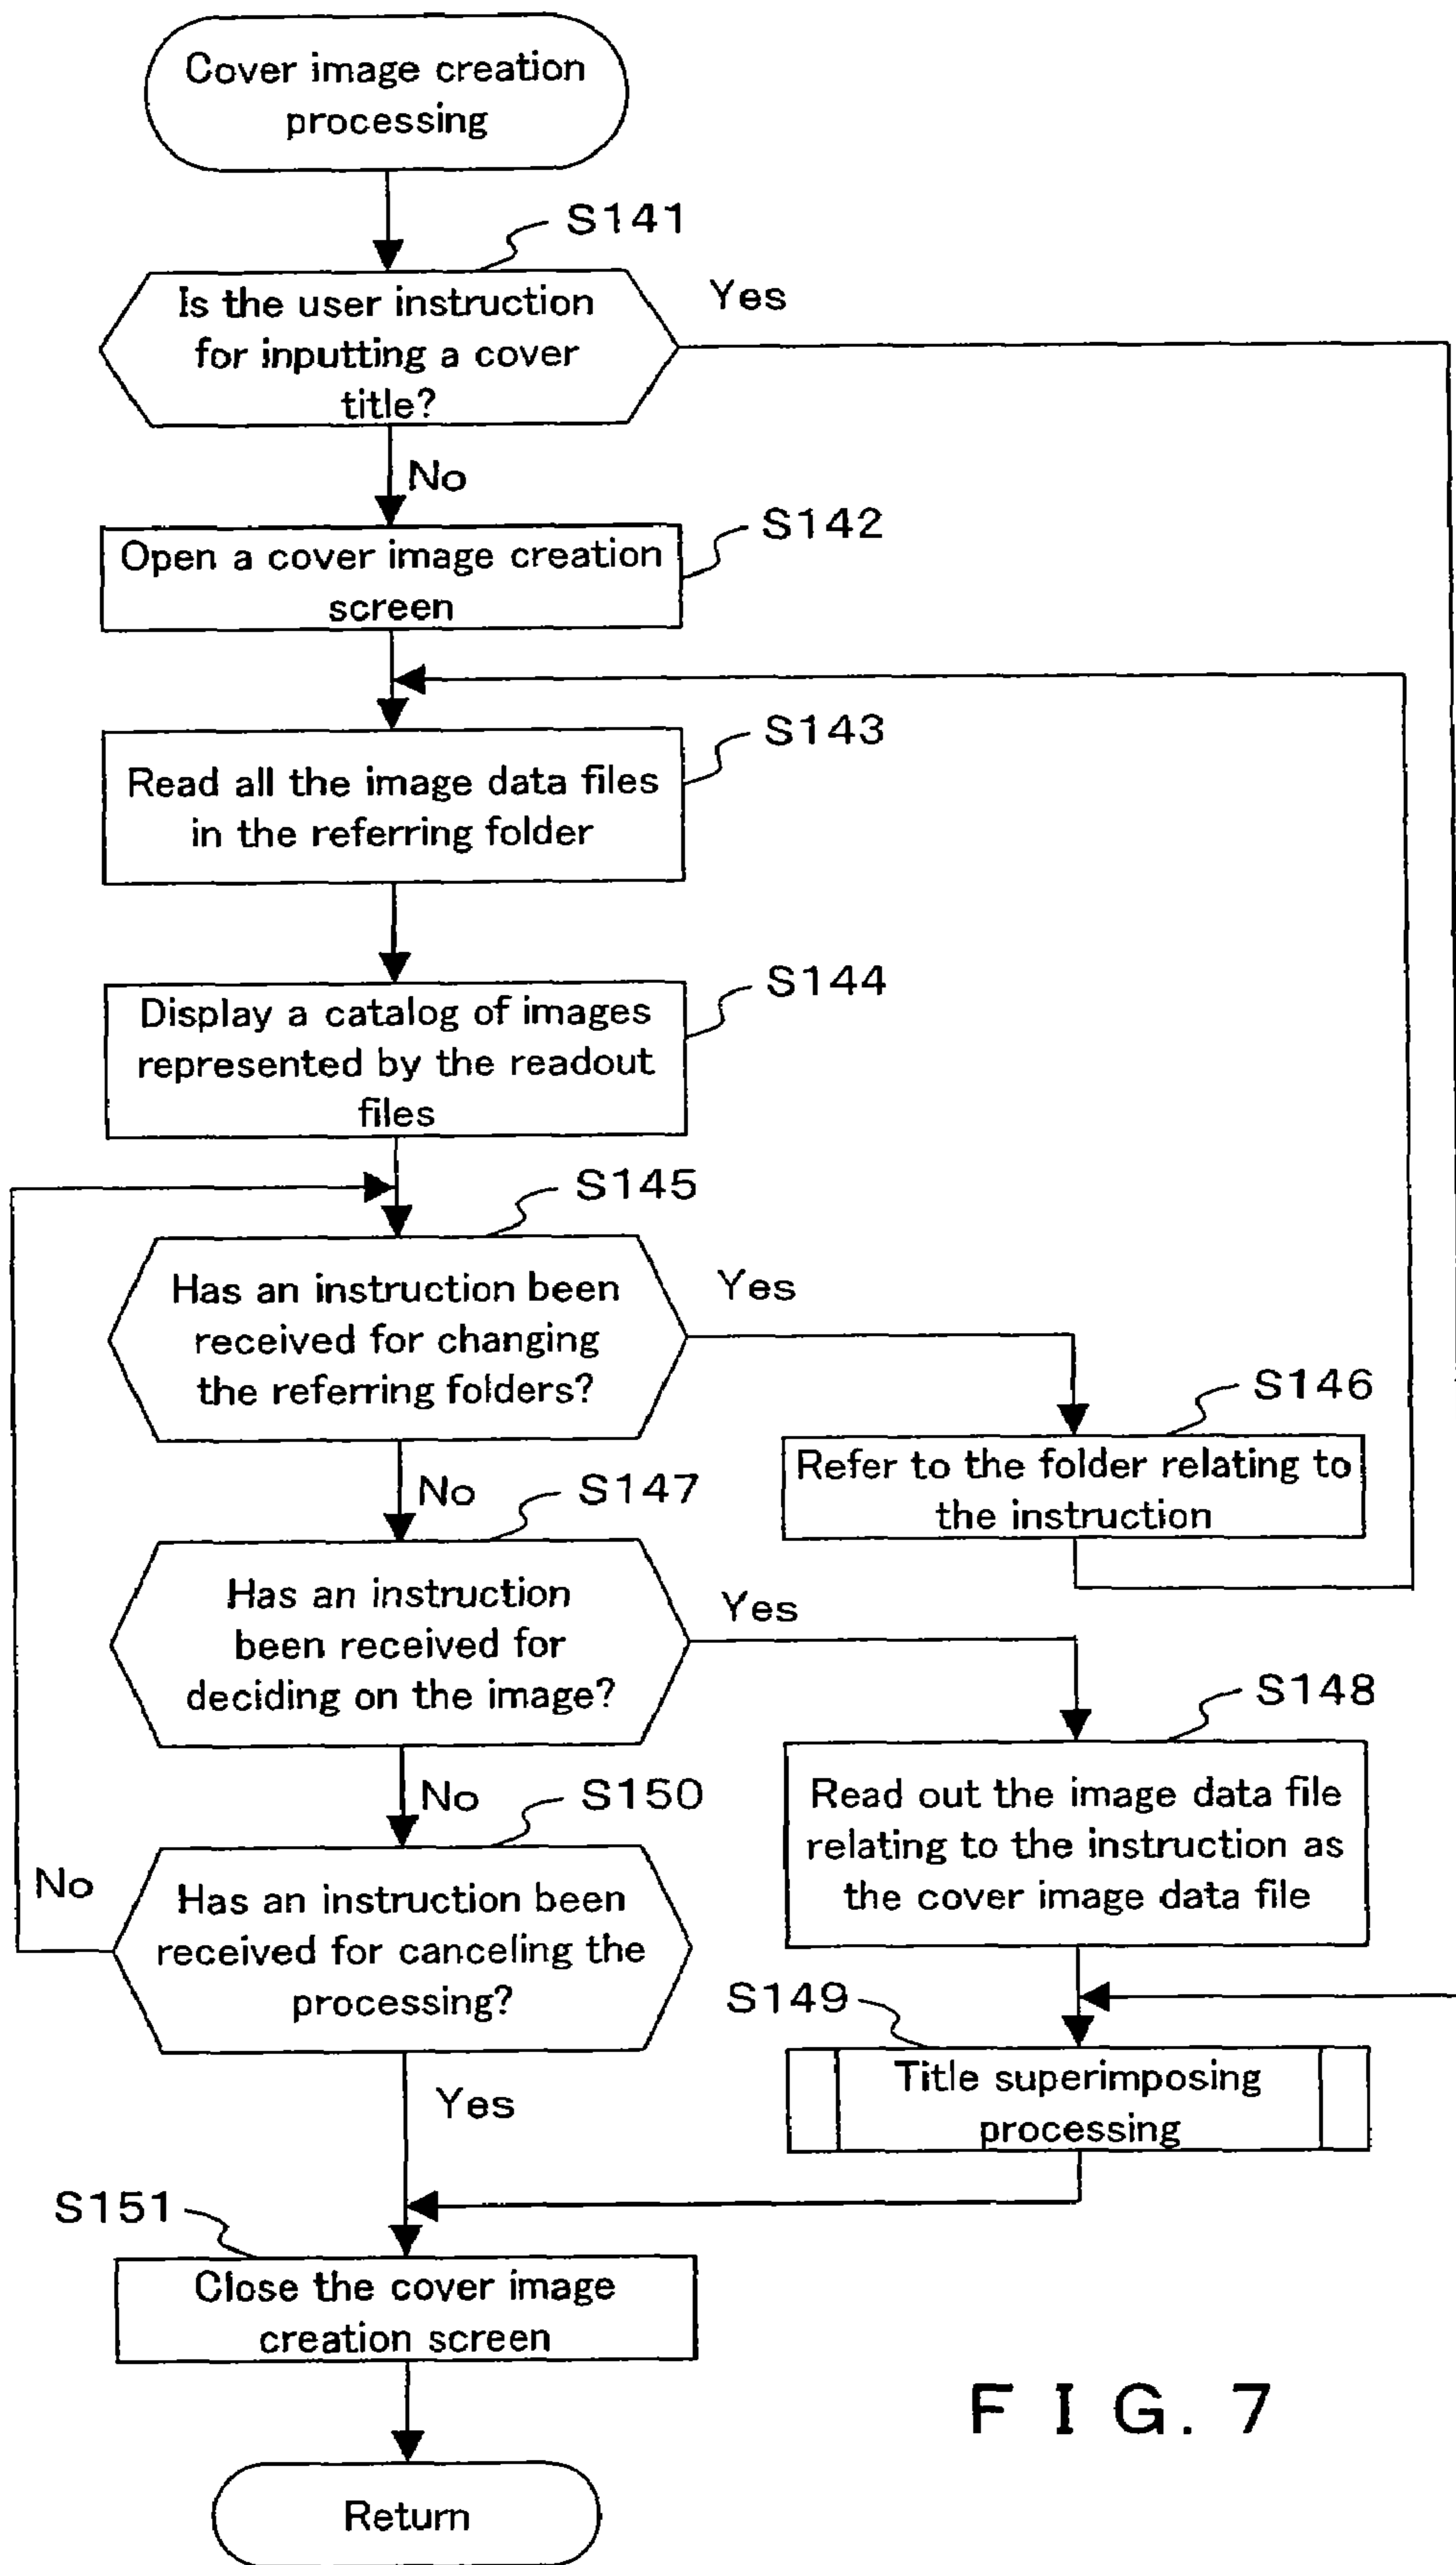 Cover image creation
processing
S141
Is the user instruction
for inputting a cover
title?
Yes
No
S142
Open a cover image creation
screen
S143
Read all the image data files
in the referring folder
S144
Display a catalog of images
represented by the readout
files
S145
Has an instruction been
received for changing
the referring folders?
Yes
S146
Refer to the folder relating to
the instruction
No
S147
Has an instruction
been received for
deciding on the image?
Yes
S148
Read out the image data file
relating to the instruction as
the cover image data file
No
S150
Has an instruction been
received for canceling the
processing?
No
Yes
S149
Title superimposing
processing
S151
Close the cover image
creation screen
Return
FIG. 7